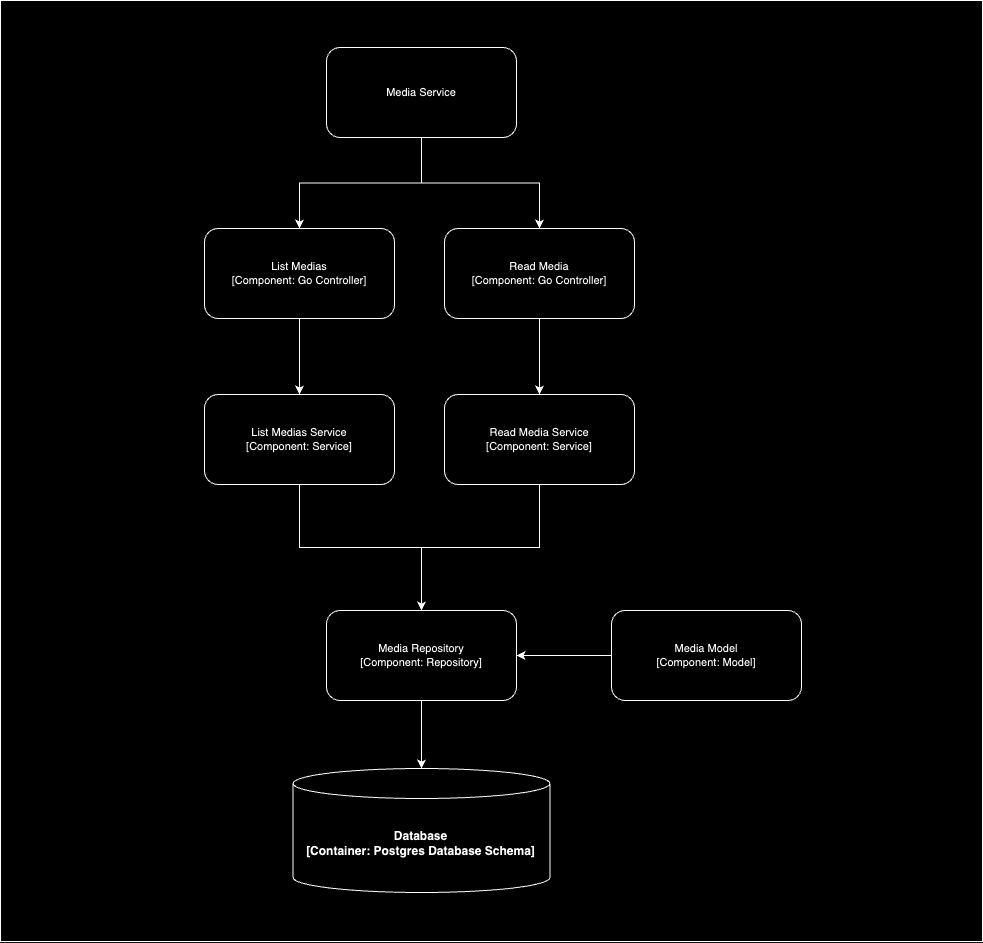 Media Service
List Medias
[Component: Go Controller]
Read Media
[Component: Go Controller]
List Medias Service
[Component: Service]
Read Media Service
[Component: Service]
Media Repository
[Component: Repository]
Media Model
[Component: Model]
Database
[Container: Postgres Database Schema]